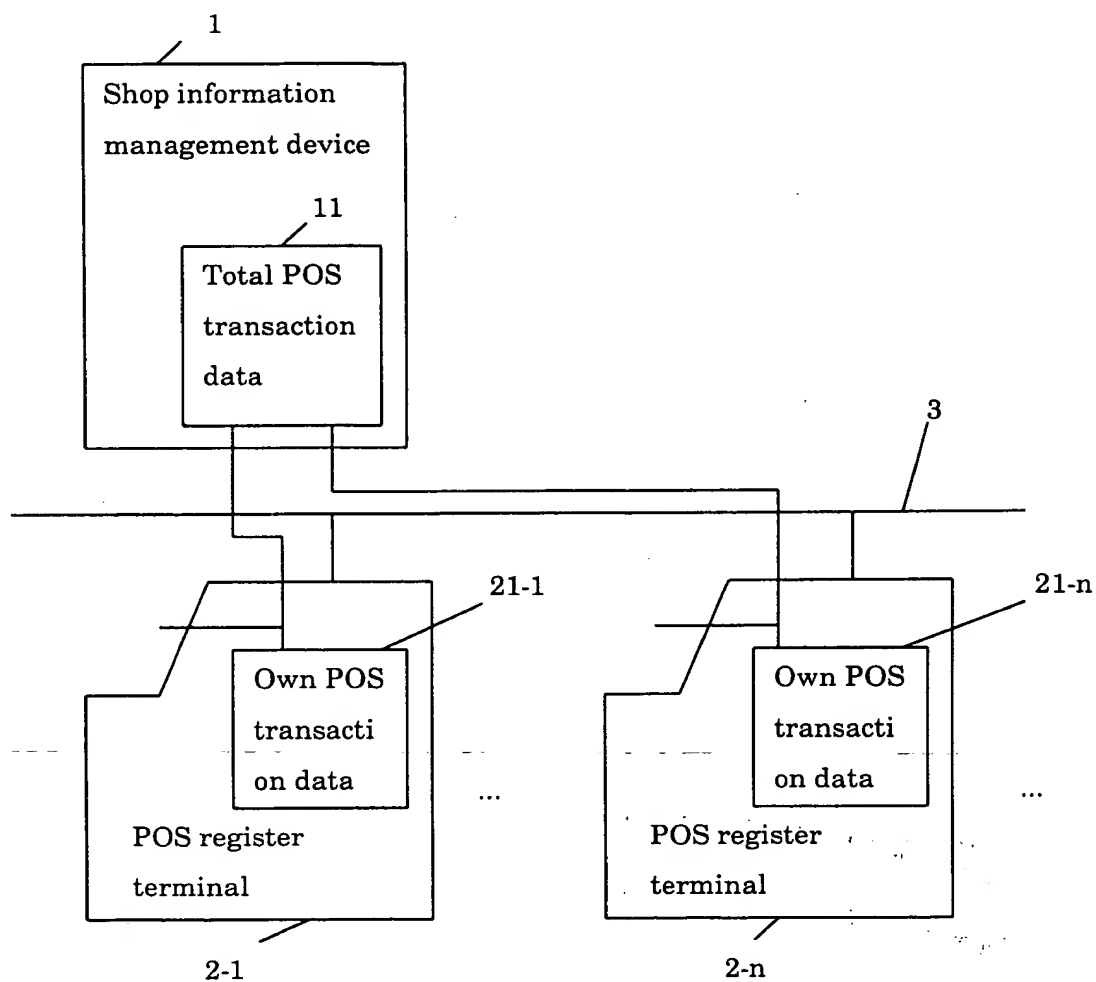 1
Shop information
management device
11
Total POS
transaction
data
3
21-1
21-n
Own POS
transacti
on data
Own POS
transacti
on data
...
...
POS register
terminal
POS register
terminal
2-1
2-n